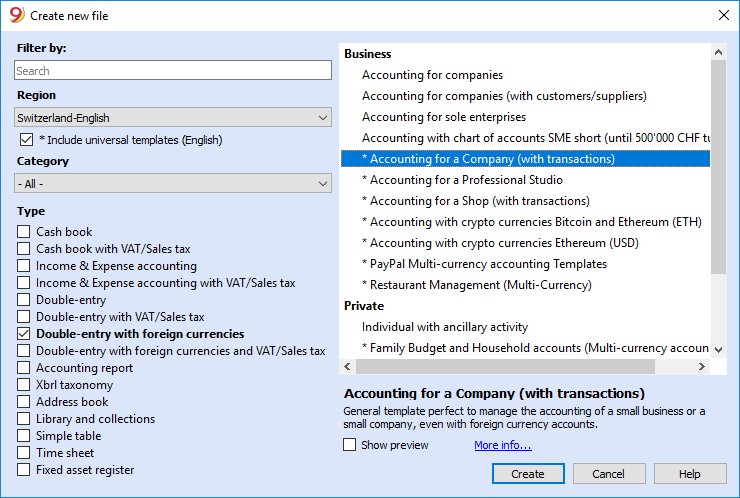 9 Create new file
Filter by:
Search
Region
Switzerland-English
* Include universal templates (English)
Category
- All -
Type
Cash book
Cash book with VAT/Sales tax
Income & Expense accounting
Income & Expense accounting with VAT/Sales tax
Double-entry
Double-entry with VAT/Sales tax
Double-entry with foreign currencies
Double-entry with foreign currencies and VAT/Sales tax
Accounting report
Xbrl taxonomy
Address book
Library and collections
Simple table
Time sheet
Fixed asset register
Business
Accounting for companies
Accounting for companies (with customers/suppliers)
Accounting for sole enterprises
Accounting with chart of accounts SME short (until 500'000 CHF tu
* Accounting for a Company (with transactions)
* Accounting for a Professional Studio
* Accounting for a Shop (with transactions)
* Accounting with crypto currencies Bitcoin and Ethereum (ETH)
* Accounting with crypto currencies Ethereum (USD)
* PayPal Multi-currency accounting Templates
* Restaurant Management (Multi-Currency)
Private
Individual with ancillary activity
* Family Budget and Household accounts (Multi-currency accoun
Accounting for a Company (with transactions)
General template perfect to manage the accounting of a small business or a
small company, even with foreign currency accounts.
Show preview More info...
Create Cancel Help